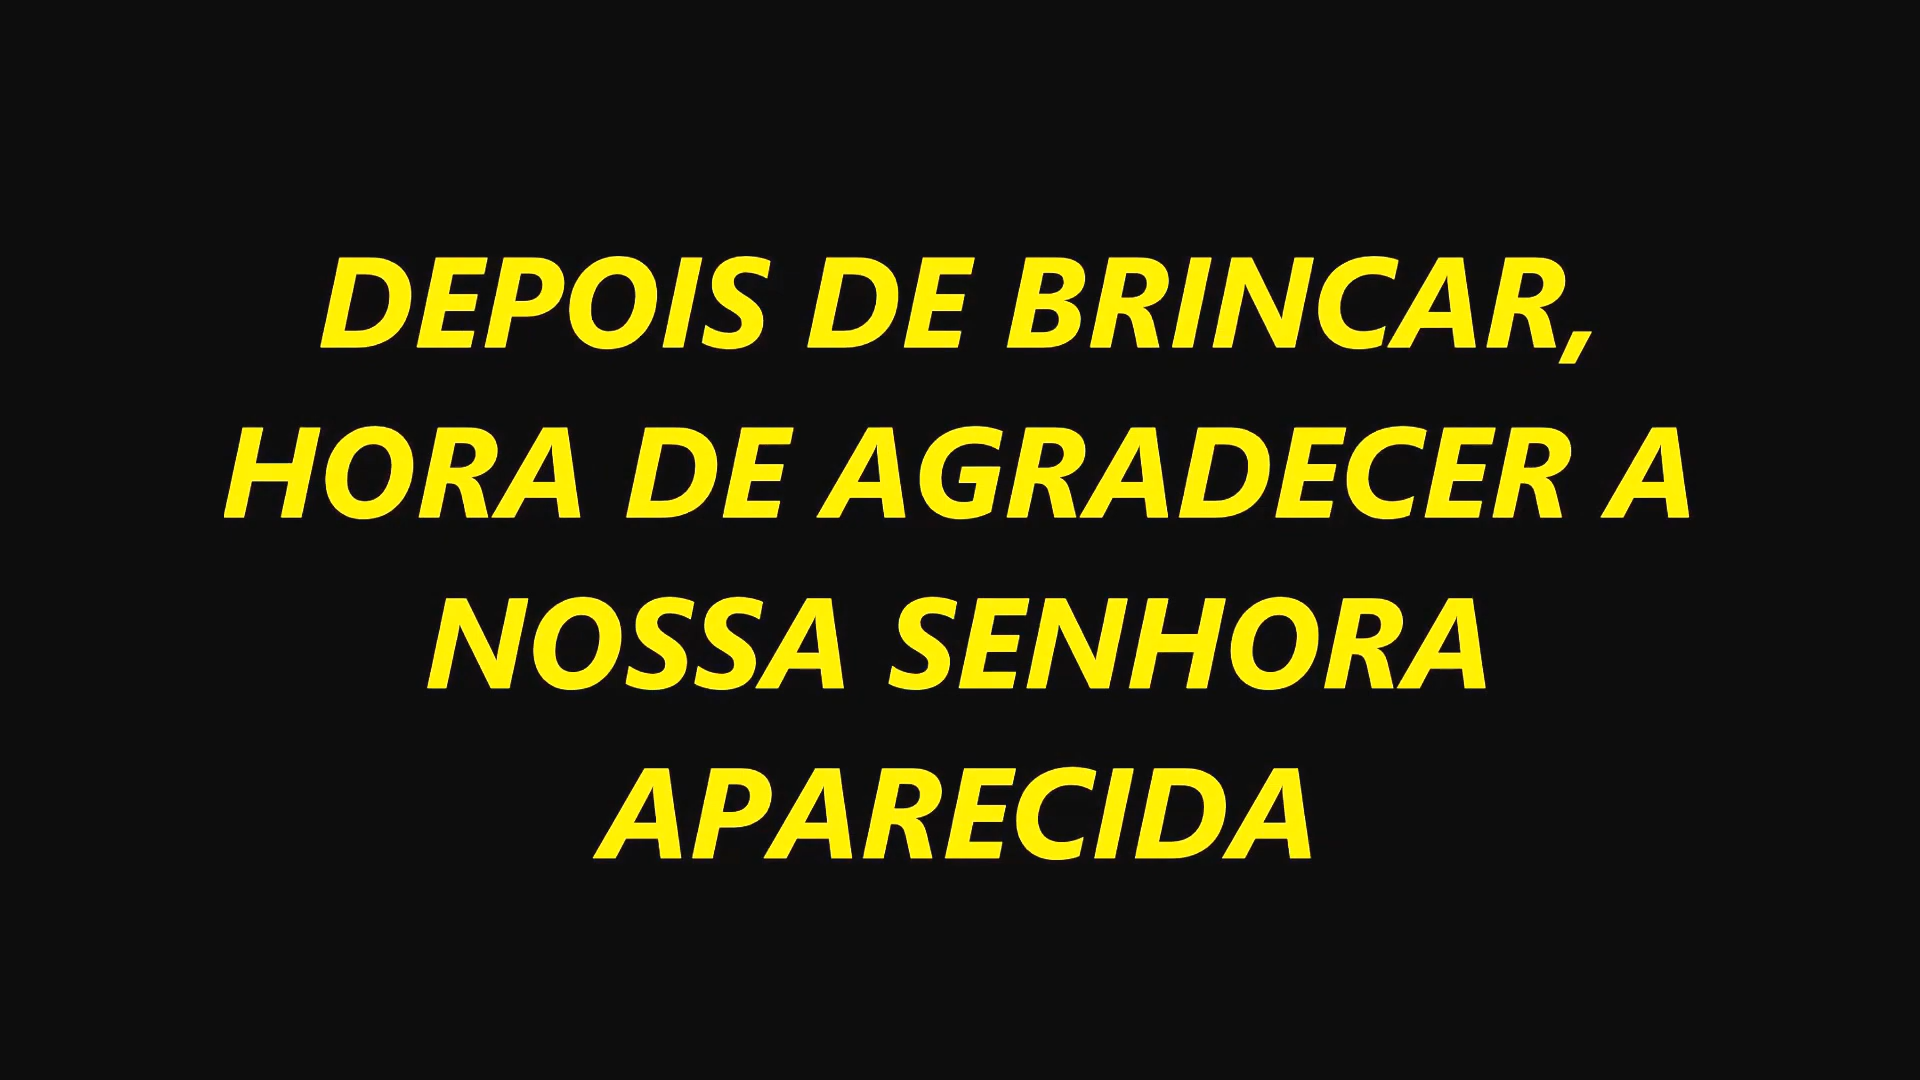 DEPOIS DE BRINCAR,
HORA DE AGRADECER A
NOSSA SENHORA
APARECIDA